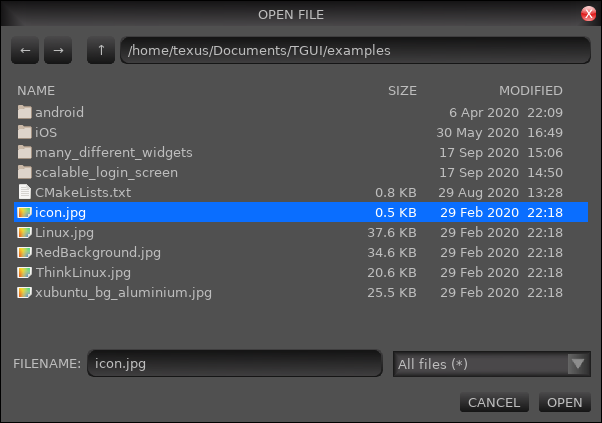 OPEN FILE
← → ↑ /home/texus/Documents/TGUI/examples
NAME SIZE MODIFIED
android 6 Apr 2020 22:09
iOS 30 May 2020 16:49
many_different_widgets 17 Sep 2020 15:06
scalable_login_screen 17 Sep 2020 14:50
CMakeLists.txt 0.8 KB 29 Aug 2020 13:28
icon.jpg 0.5 KB 29 Feb 2020 22:18
Linux.jpg 37.6 KB 29 Feb 2020 22:18
RedBackground.jpg 34.6 KB 29 Feb 2020 22:18
ThinkLinux.jpg 20.6 KB 29 Feb 2020 22:18
xubuntu_bg_aluminium.jpg 25.5 KB 29 Feb 2020 22:18
FILENAME: icon.jpg All files (*)
CANCEL OPEN